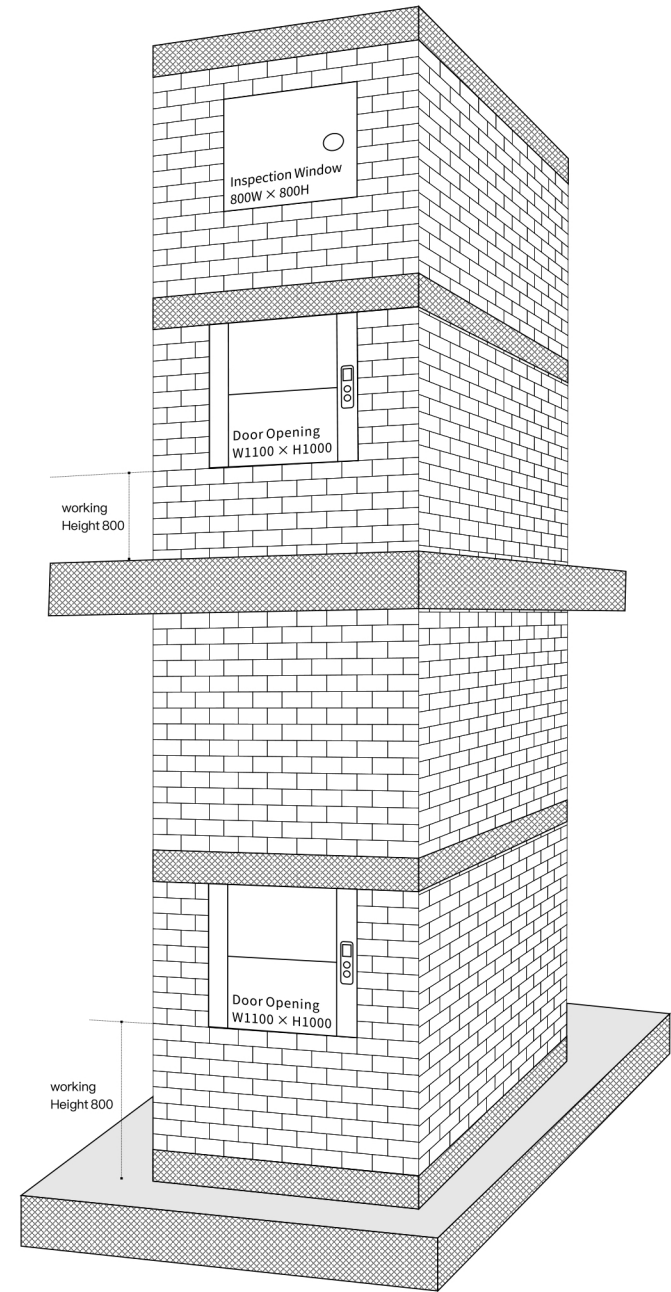 Inspection Window
800W × 800H
Door Opening
W1100 × H1000
working
Height 800
Door Opening
W1100 × H1000
working
Height 800